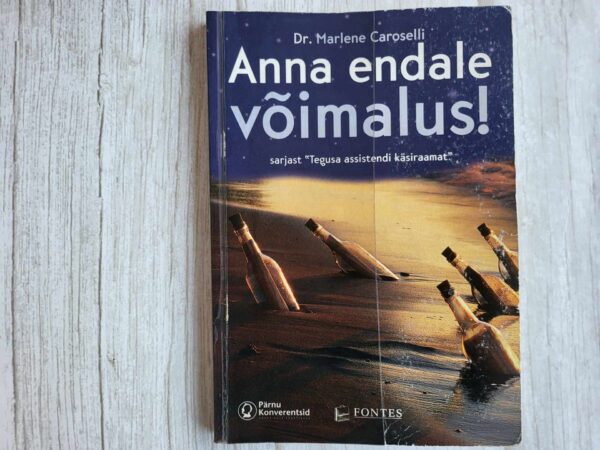 Dr. Marlene Caroselli
Anna endale
võimalus!
sarjast "Tegusa assistendi käsiraamat"
Pärnu
Konverentsid
FONTES